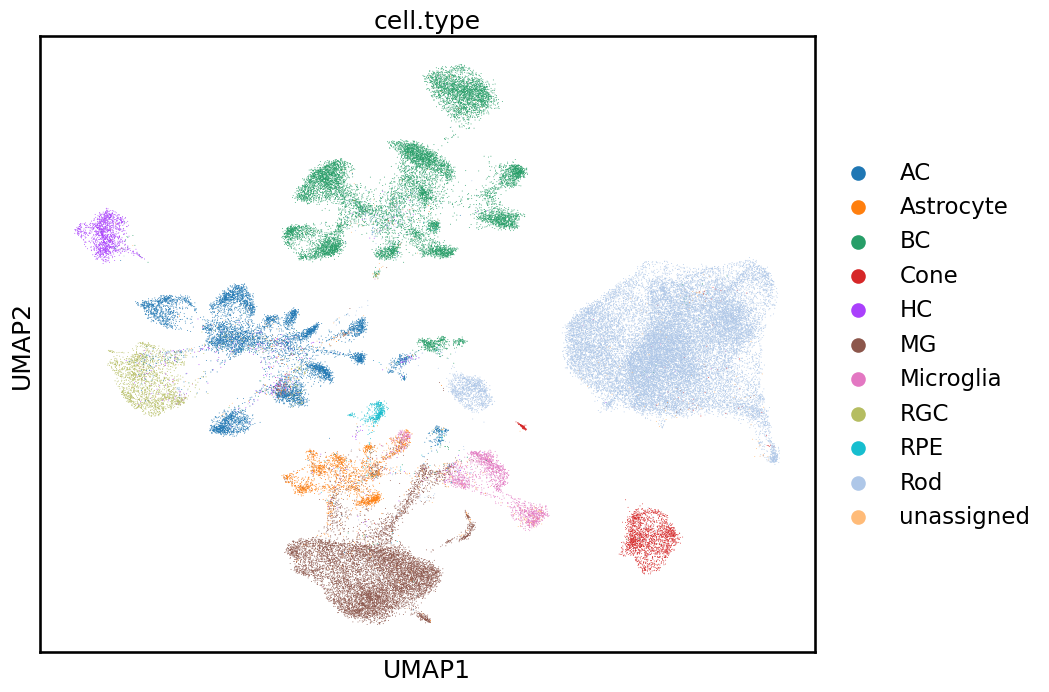 cell.type
UMAP2
UMAP1
AC
Astrocyte
BC
Cone
HC
MG
Microglia
RGC
RPE
Rod
unassigned